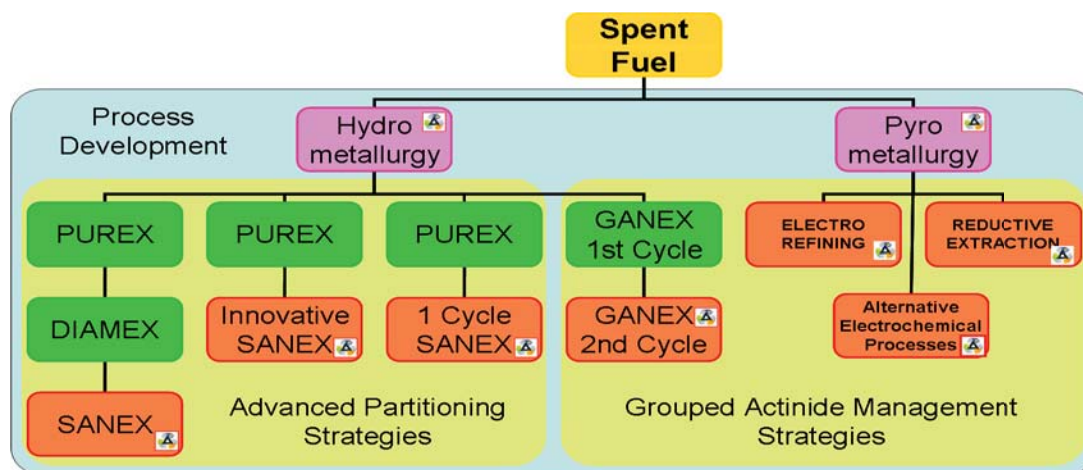 Spent
Fuel
Process
Development
Hydro
metallurgy
Pyro
metallurgy
PUREX
PUREX
PUREX
GANEX
1st Cycle
ELECTRO
REFINING
REDUCTIVE
EXTRACTION
DIAMEX
Innovative
SANEX
1 Cycle
SANEX
GANEX
2nd Cycle
Alternative
Electrochemical
Processes
SANEX
Advanced Partitioning
Strategies
Grouped Actinide Management
Strategies